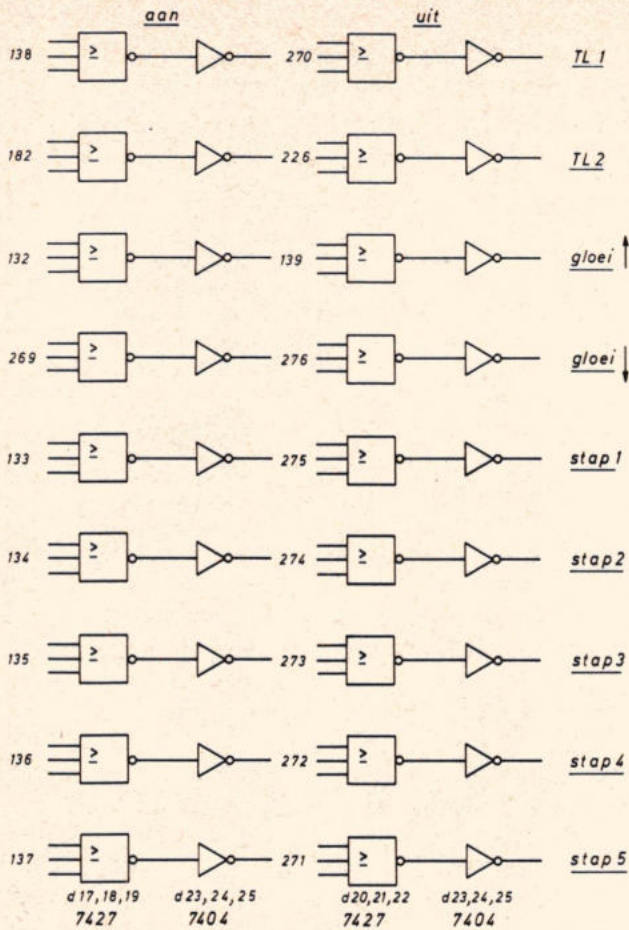 aan uit
138 ≥ 270 ≥ TL 1
182 ≥ 226 ≥ TL 2
132 ≥ 139 ≥ gloei ↑
269 ≥ 276 ≥ gloei ↓
133 ≥ 275 ≥ stap 1
134 ≥ 274 ≥ stap 2
135 ≥ 273 ≥ stap 3
136 ≥ 272 ≥ stap 4
137 ≥ 271 ≥ stap 5
d 17, 18, 19 d23, 24, 25 d20, 21, 22 d23, 24, 25
7427 7404 7427 7404